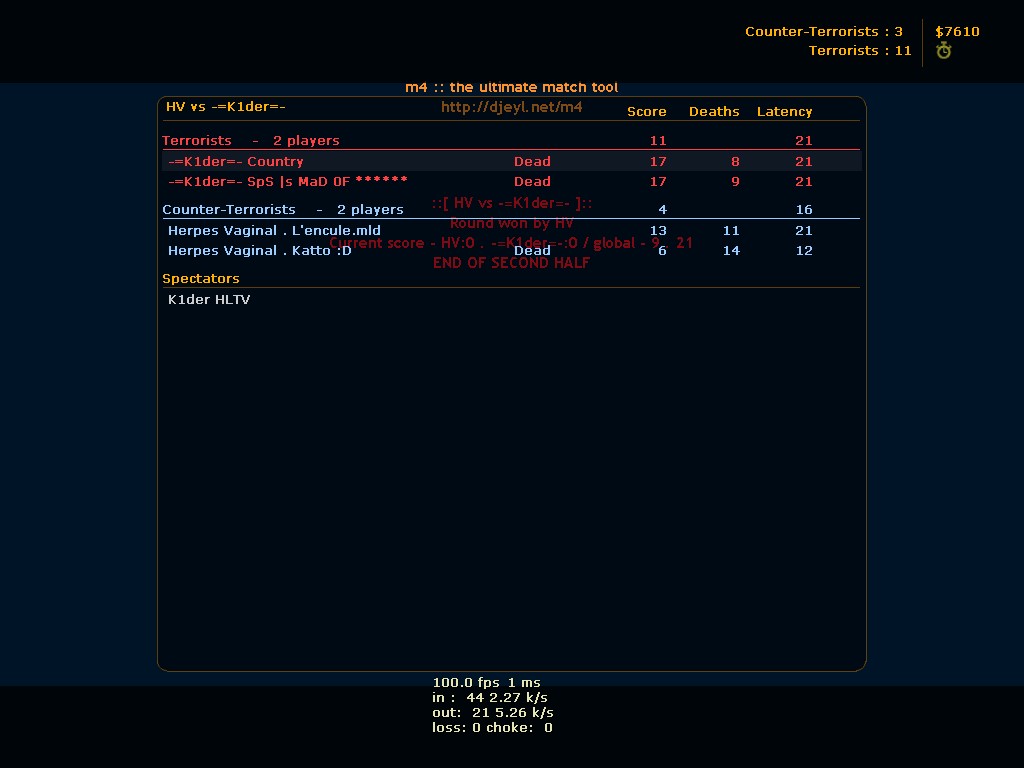 Counter-Terrorists : 3 $7610
Terrorists : 11
m4 :: the ultimate match tool
HV vs -=K1der=- http://djeyl.net/m4 Score Deaths Latency
Terrorists - 2 players 11 21
-=K1der=- Country Dead 17 8 21
-=K1der=- SpS |s MaD 0F ****** Dead 17 9 21
::[ HV vs -=K1der=- ]::
Counter-Terrorists - 2 players 4 16
Round won by HV
Herpes Vaginal . L'encule.mld 13 11 21
Current score - HV:0 . -=K1der=-:0 / global - 9 . 21
Herpes Vaginal . Katto :D Dead 6 14 12
END OF SECOND HALF
Spectators
K1der HLTV
100.0 fps 1 ms
in : 44 2.27 k/s
out: 21 5.26 k/s
loss: 0 choke: 0